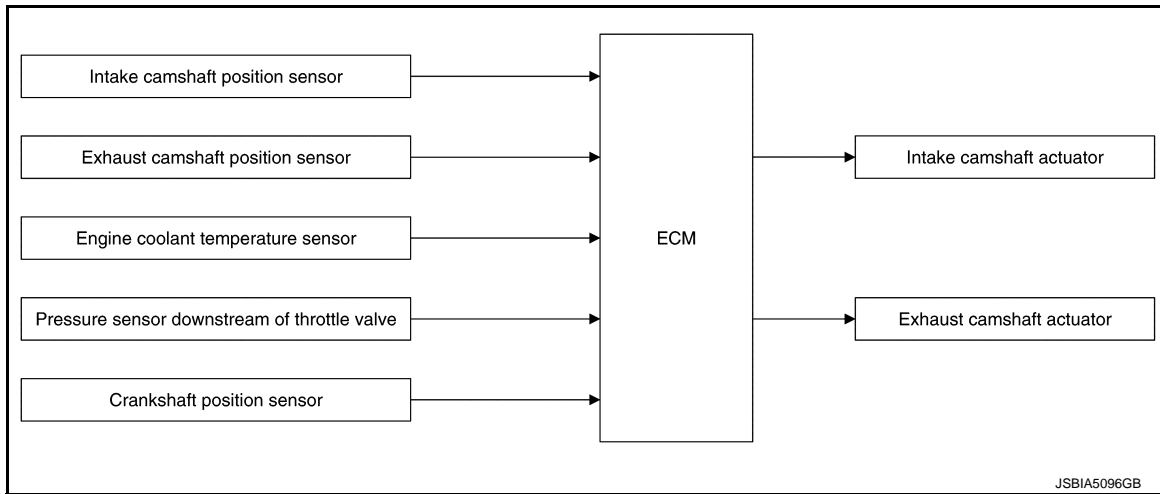 Intake camshaft position sensor
Exhaust camshaft position sensor
Engine coolant temperature sensor
Pressure sensor downstream of throttle valve
Crankshaft position sensor
ECM
Intake camshaft actuator
Exhaust camshaft actuator
JSBIA5096GB